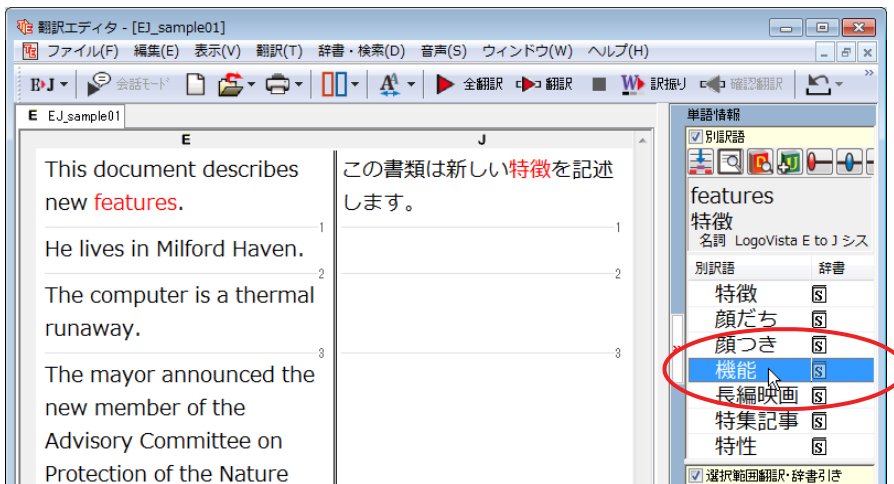 翻訳エディタ - [EJ_sample01]
ファイル(F) 編集(E) 表示(V) 翻訳(T) 辞書・検索(D) 音声(S) ウィンドウ(W) ヘルプ(H)
E▸J 会話モード 全翻訳 翻訳 訳振り 確認翻訳
E EJ_sample01
E
J
This document describes
new features.
1
He lives in Milford Haven.
2
The computer is a thermal
runaway.
3
The mayor announced the
new member of the
Advisory Committee on
Protection of the Nature
この書類は新しい特徴を記述
します。
1
2
3
単語情報
別訳語
features
特徴
名詞 LogoVista E to J シス
別訳語 辞書
特徴 S
顔だち S
顔つき S
機能 S
長編映画 S
特集記事 S
特性 S
選択範囲翻訳・辞書引き